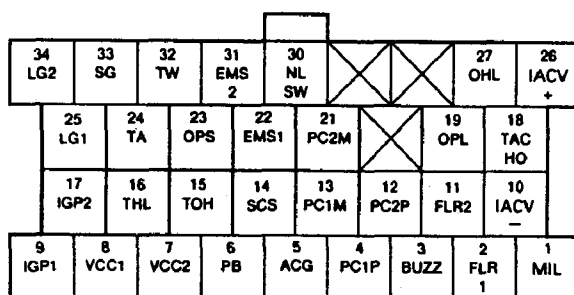 34 33 32 31 30 27 26
LG2 SG TW EMS NL OHL IACV
2 SW +
25 24 23 22 21 19 18
LG1 TA OPS EMS1 PC2M OPL TAC
HO
17 16 15 14 13 12 11 10
IGP2 THL TOH SCS PC1M PC2P FLR2 IACV
–
9 8 7 6 5 4 3 2 1
IGP1 VCC1 VCC2 PB ACG PC1P BUZZ FLR MIL
1